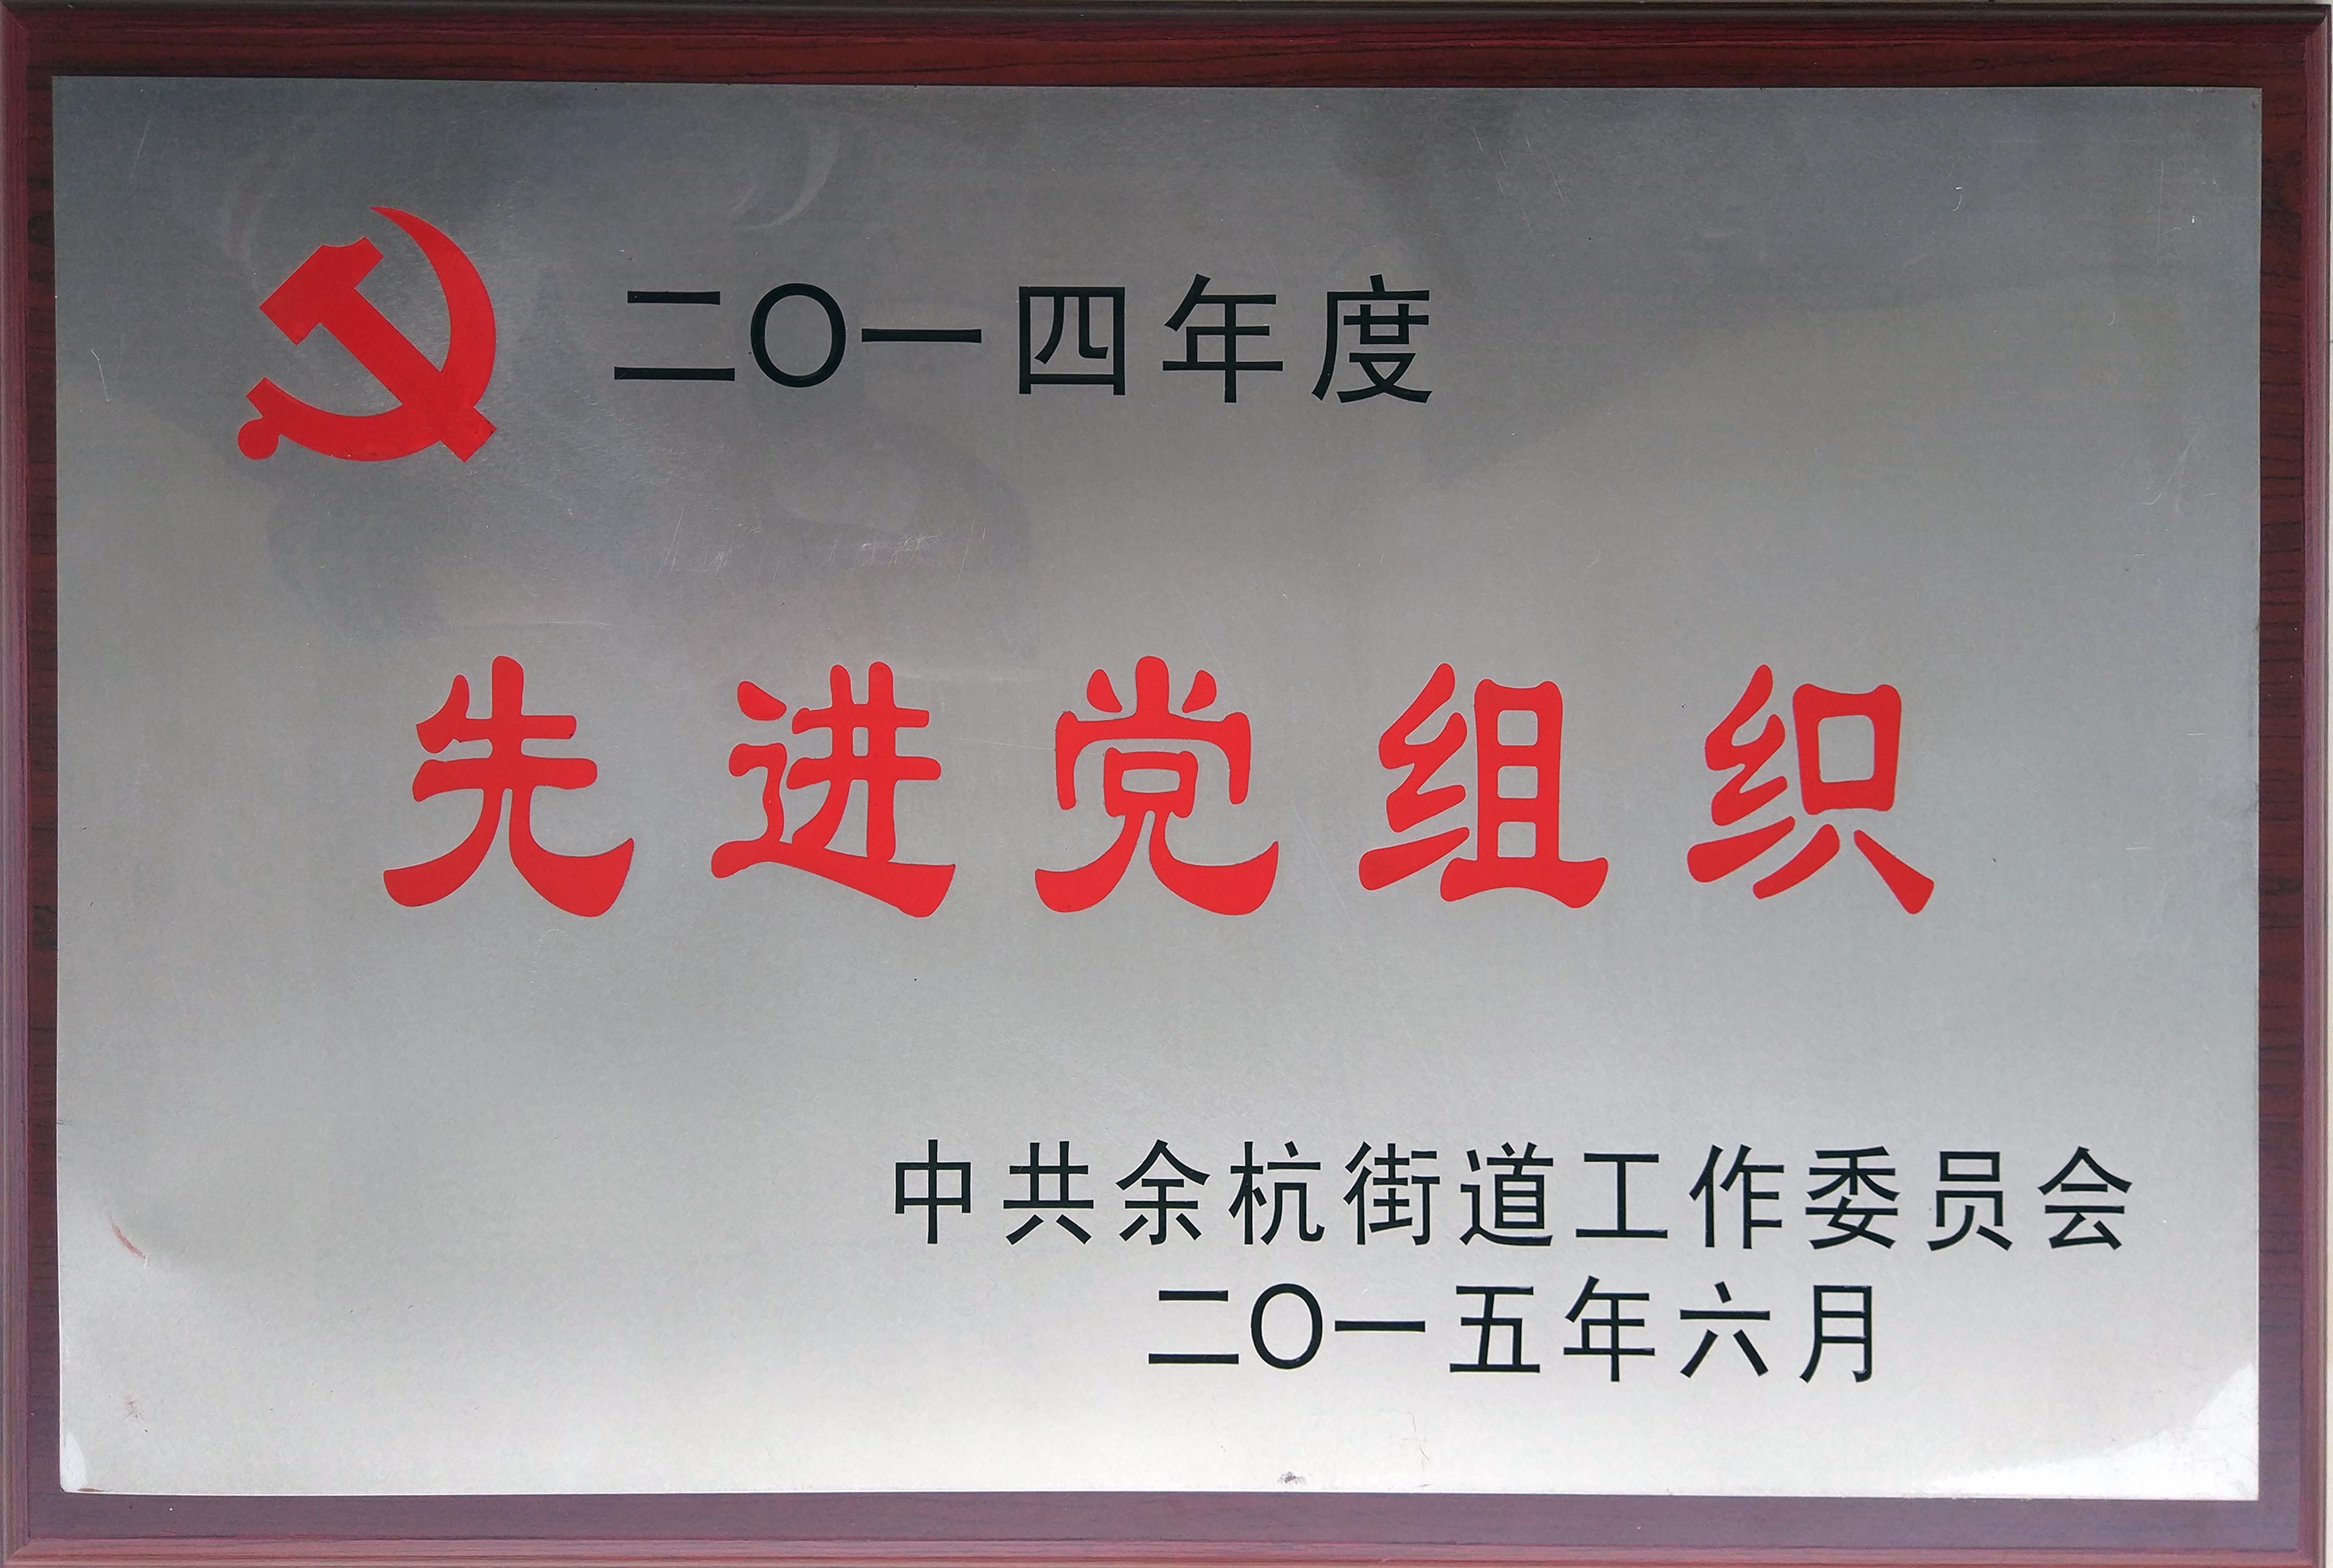 二〇一四年度
先进党组织
中共余杭街道工作委员会
二〇一五年六月